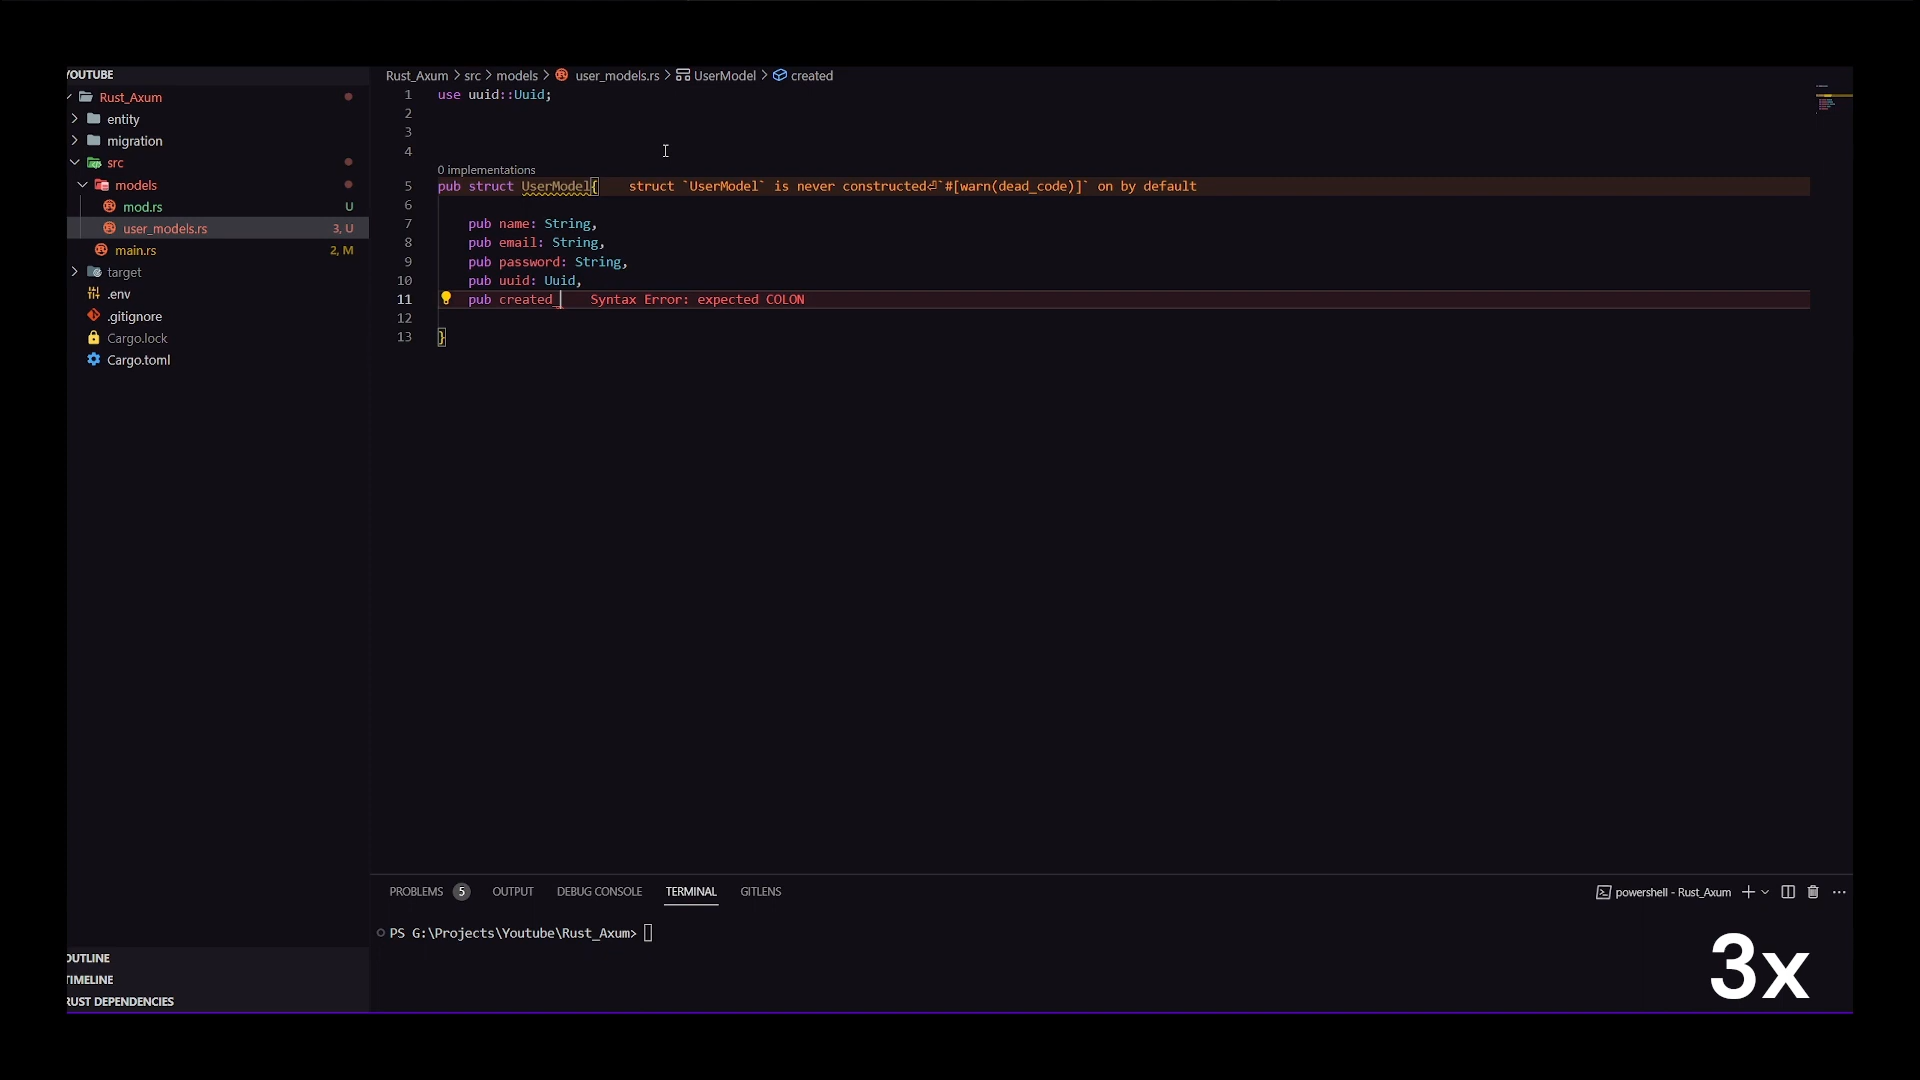 YOUTUBE
Rust_Axum
entity
migration
src
models
mod.rs U
user_models.rs 3, U
main.rs 2, M
target
.env
.gitignore
Cargo.lock
Cargo.toml
OUTLINE
TIMELINE
RUST DEPENDENCIES
Rust_Axum > src > models > user_models.rs > UserModel > created
1 use uuid::Uuid;
2
3
4
0 implementations
5 pub struct UserModel{ struct `UserModel` is never constructed⏎`#[warn(dead_code)]` on by default
6
7 pub name: String,
8 pub email: String,
9 pub password: String,
10 pub uuid: Uuid,
11 pub created_ Syntax Error: expected COLON
12
13 }
PROBLEMS 5 OUTPUT DEBUG CONSOLE TERMINAL GITLENS
powershell - Rust_Axum
PS G:\Projects\Youtube\Rust_Axum>
3x